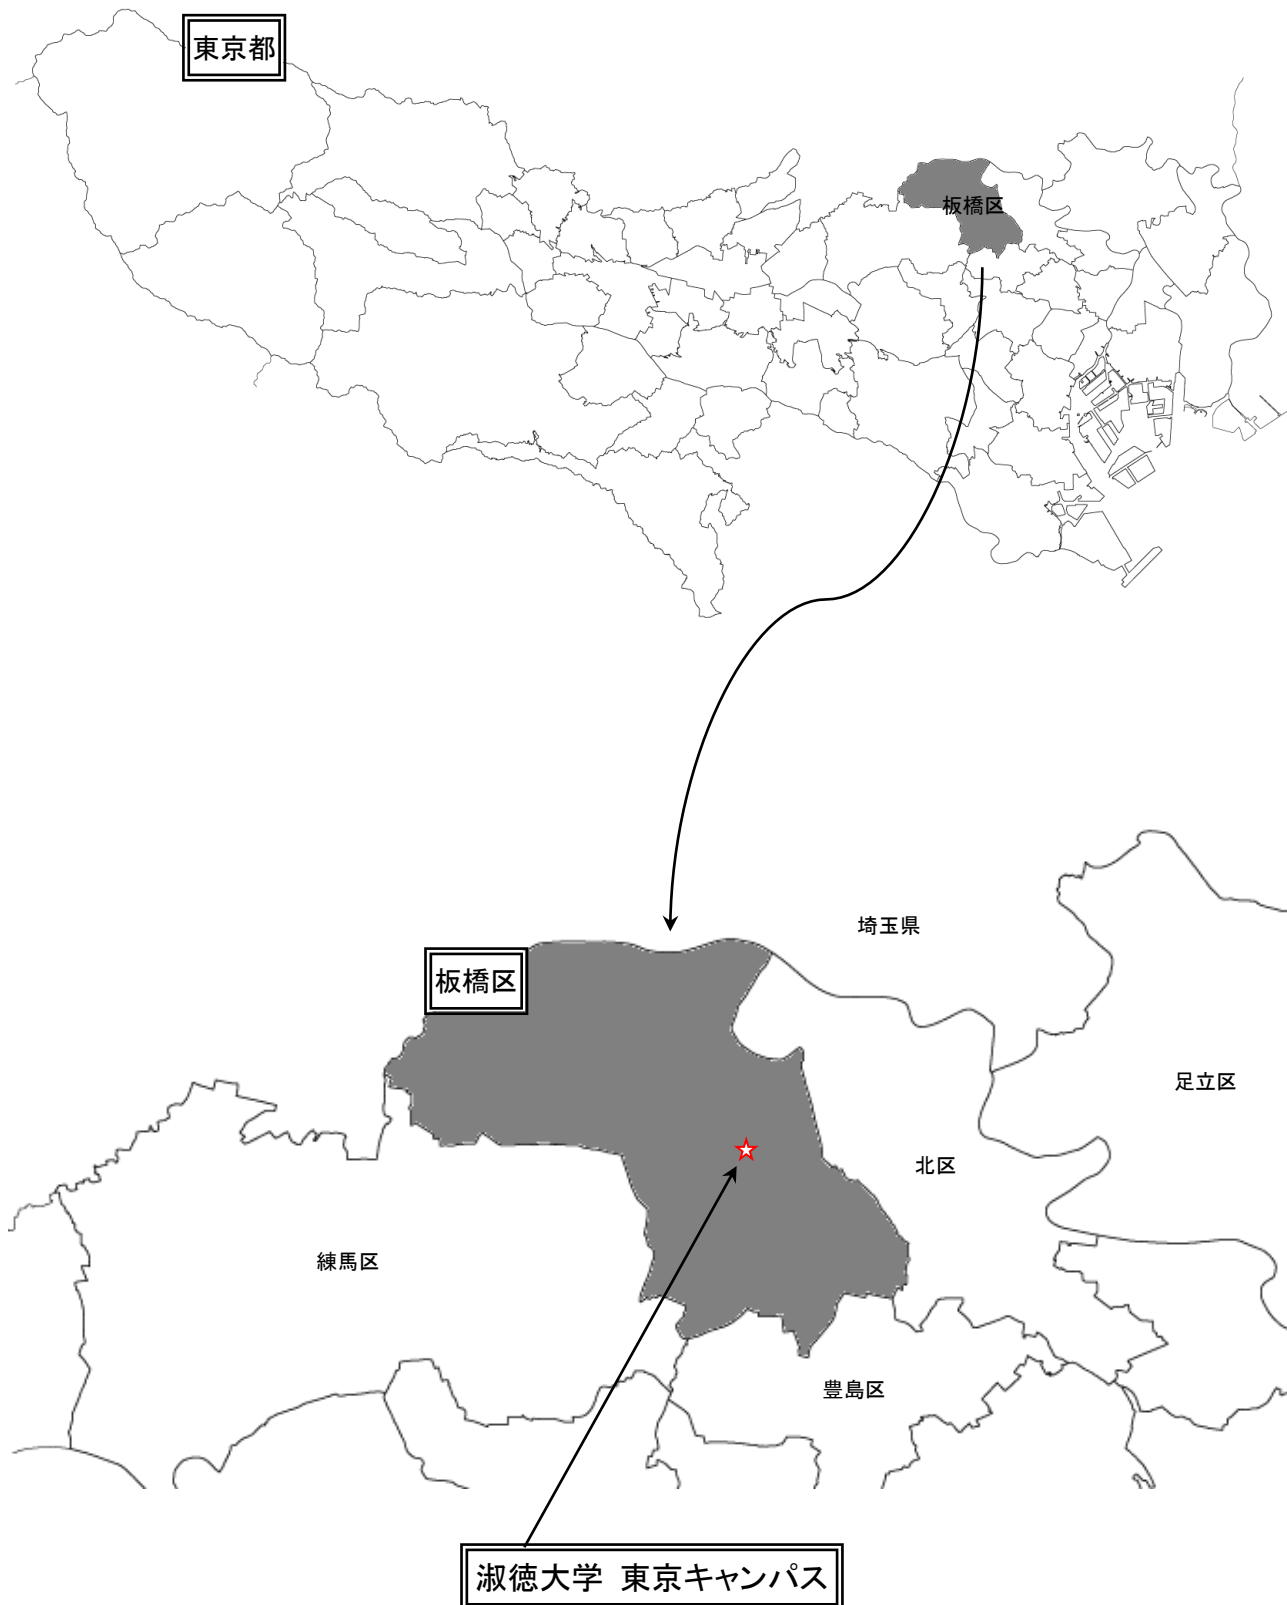 東京都
板橋区
埼玉県
板橋区
足立区
北区
練馬区
豊島区
淑徳大学 東京キャンパス